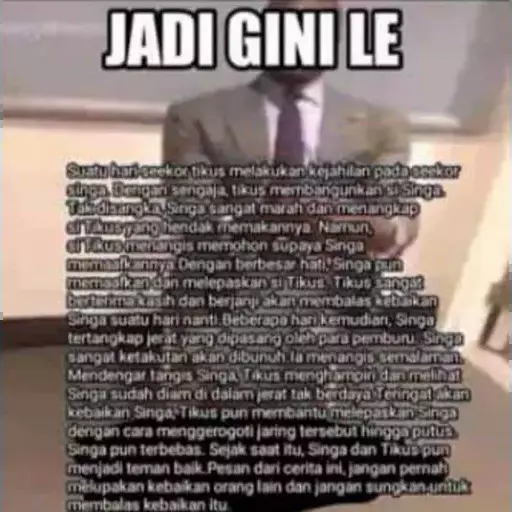 JADI GINI LE
Suatu hari seekor tikus melakukan kejahilan pada seekor
singa. Dengan sengaja, tikus membangunkan si Singa.
Tak disangka, Singa sangat marah dan menangkap
si Tikus yang hendak memakannya. Namun,
si Tikus menangis memohon supaya Singa
memaafkannya. Dengan berbesar hati, Singa pun
memaafkan dan melepaskan si Tikus. Tikus sangat
berterima kasih dan berjanji akan membalas kebaikan
Singa suatu hari nanti. Beberapa hari kemudian, Singa
tertangkap jerat yang dipasang oleh para pemburu. Singa
sangat ketakutan akan dibunuh. Ia menangis semalaman.
Mendengar tangis Singa, Tikus menghampiri dan melihat
Singa sudah diam di dalam jerat tak berdaya. Teringat akan
kebaikan Singa, Tikus pun membantu melepaskan Singa
dengan cara menggerogoti jaring tersebut hingga putus.
Singa pun terbebas. Sejak saat itu, Singa dan Tikus pun
menjadi teman baik. Pesan dari cerita ini, jangan pernah
melupakan kebaikan orang lain dan jangan sungkan untuk
membalas kebaikan itu.